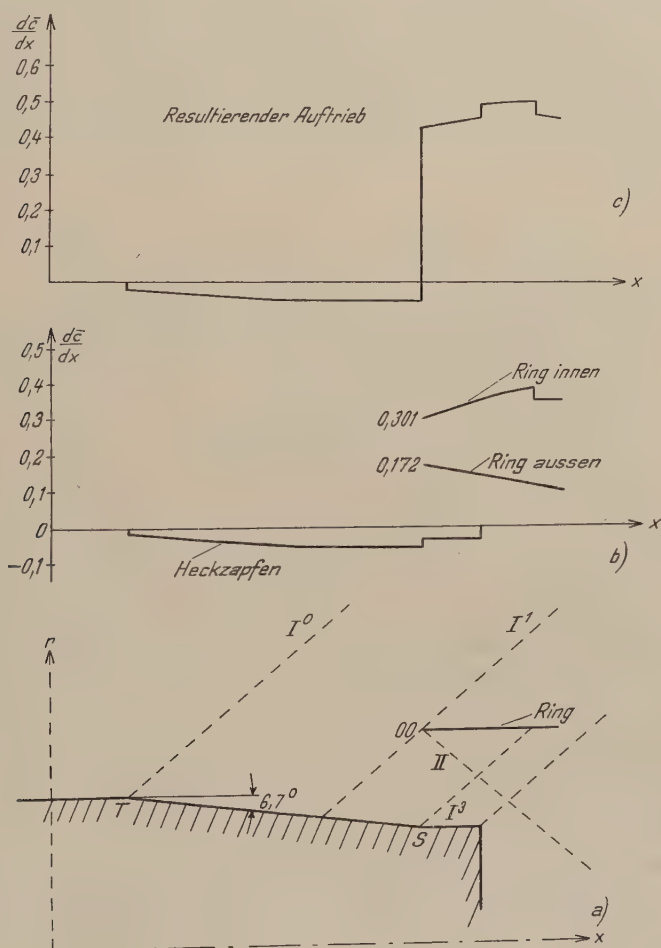 dc̄
dx
0,6
0,5
0,4
0,3
0,2
0,1
Resultierender Auftrieb
c)
x
0,5
dc̄
dx
0,4
0,3
0,2
0,1
0
−0,1
Ring innen
0,301
0,172
Ring aussen
x
Heckzapfen
b)
r
I⁰
I¹
00
Ring
II
6,7⁰
T
S
I³
a)
x